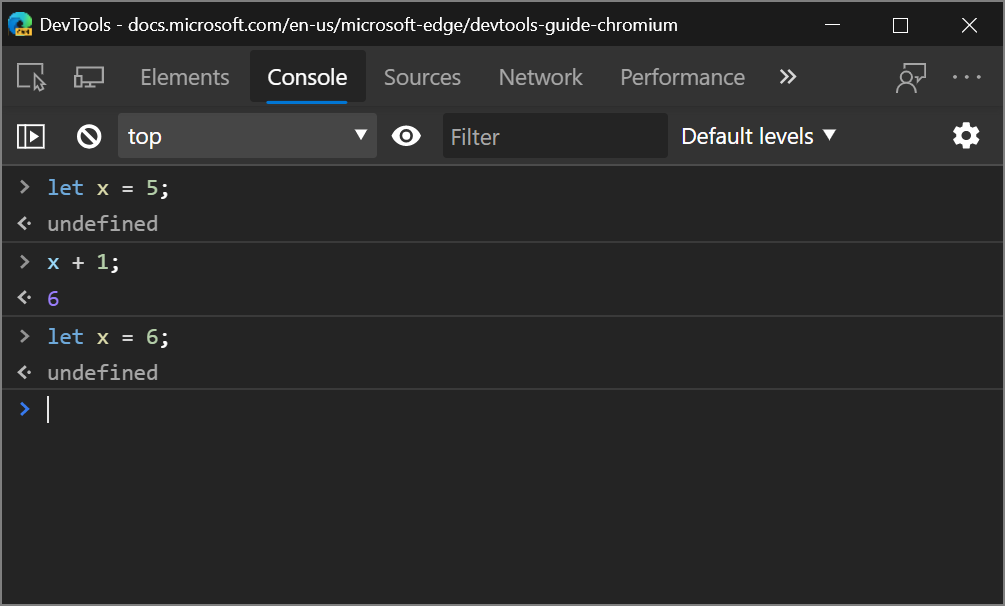 DevTools - docs.microsoft.com/en-us/microsoft-edge/devtools-guide-chromium
Elements Console Sources Network Performance
top Filter Default levels
let x = 5;
undefined
x + 1;
6
let x = 6;
undefined